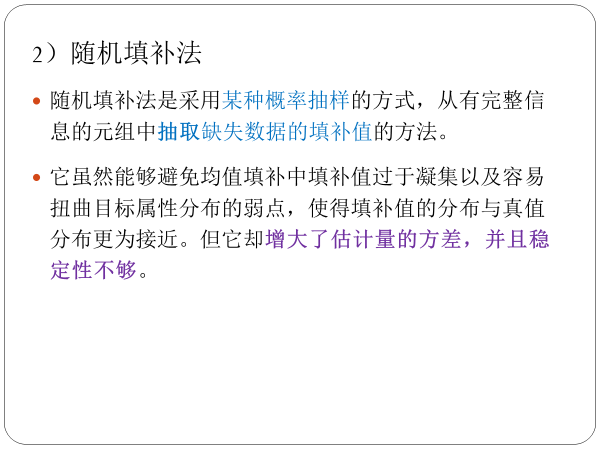 2）随机填补法
• 随机填补法是采用某种概率抽样的方式，从有完整信
息的元组中抽取缺失数据的填补值的方法。
• 它虽然能够避免均值填补中填补值过于凝集以及容易
扭曲目标属性分布的弱点，使得填补值的分布与真值
分布更为接近。但它却增大了估计量的方差，并且稳
定性不够。